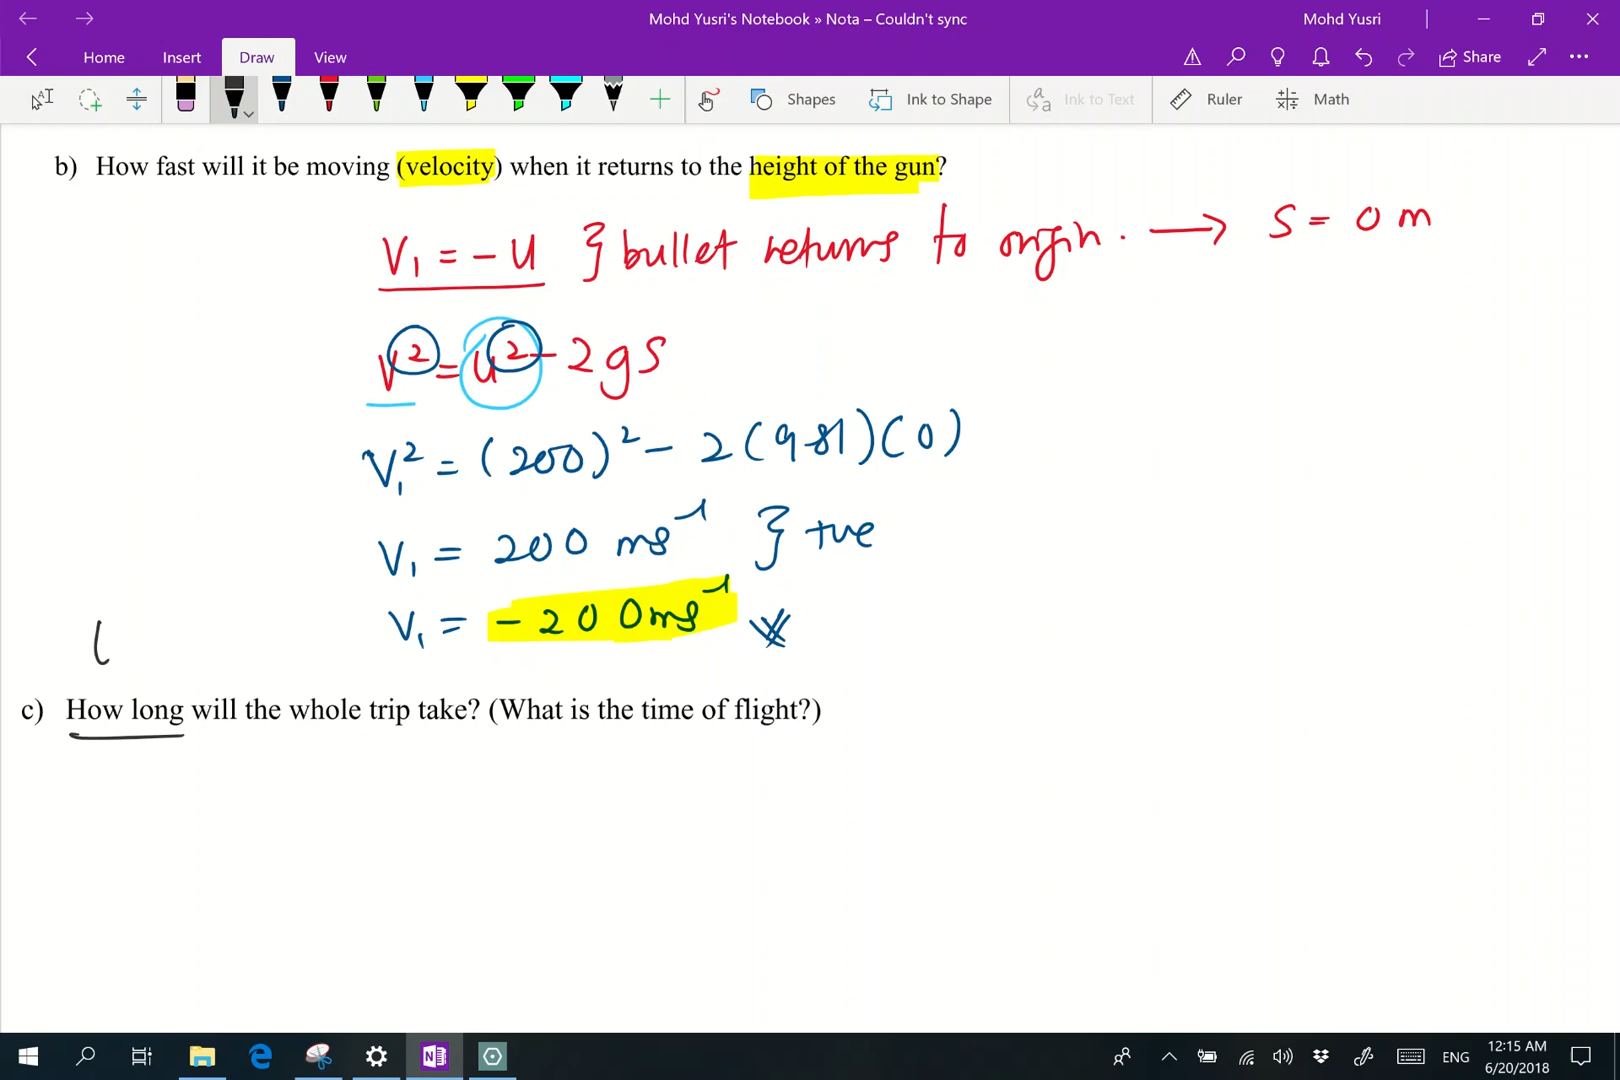 Mohd Yusri's Notebook » Nota – Couldn't sync
Mohd Yusri
Home Insert Draw View
Share
Shapes Ink to Shape Ink to Text Ruler Math
b) How fast will it be moving (velocity) when it returns to the height of the gun?
V₁ = - u } bullet returns to origin. → S = 0 m
v² = u² - 2gs
V₁² = (200)² - 2(981)(0)
V₁ = 200 ms⁻¹ } +ve
V₁ = - 200ms⁻¹
c) How long will the whole trip take? (What is the time of flight?)
ENG
12:15 AM
6/20/2018